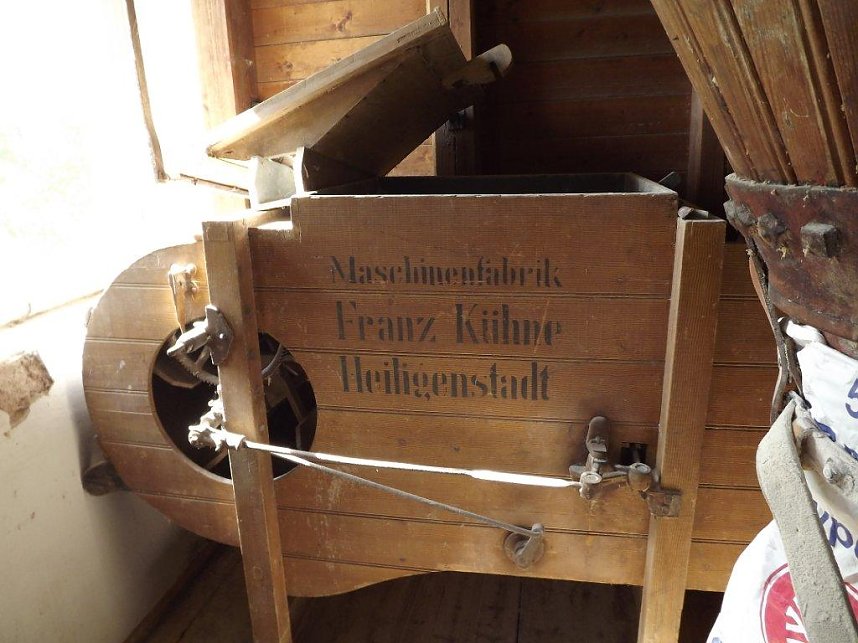 Maschinenfabrik
Franz Kühne
Heiligenstadt